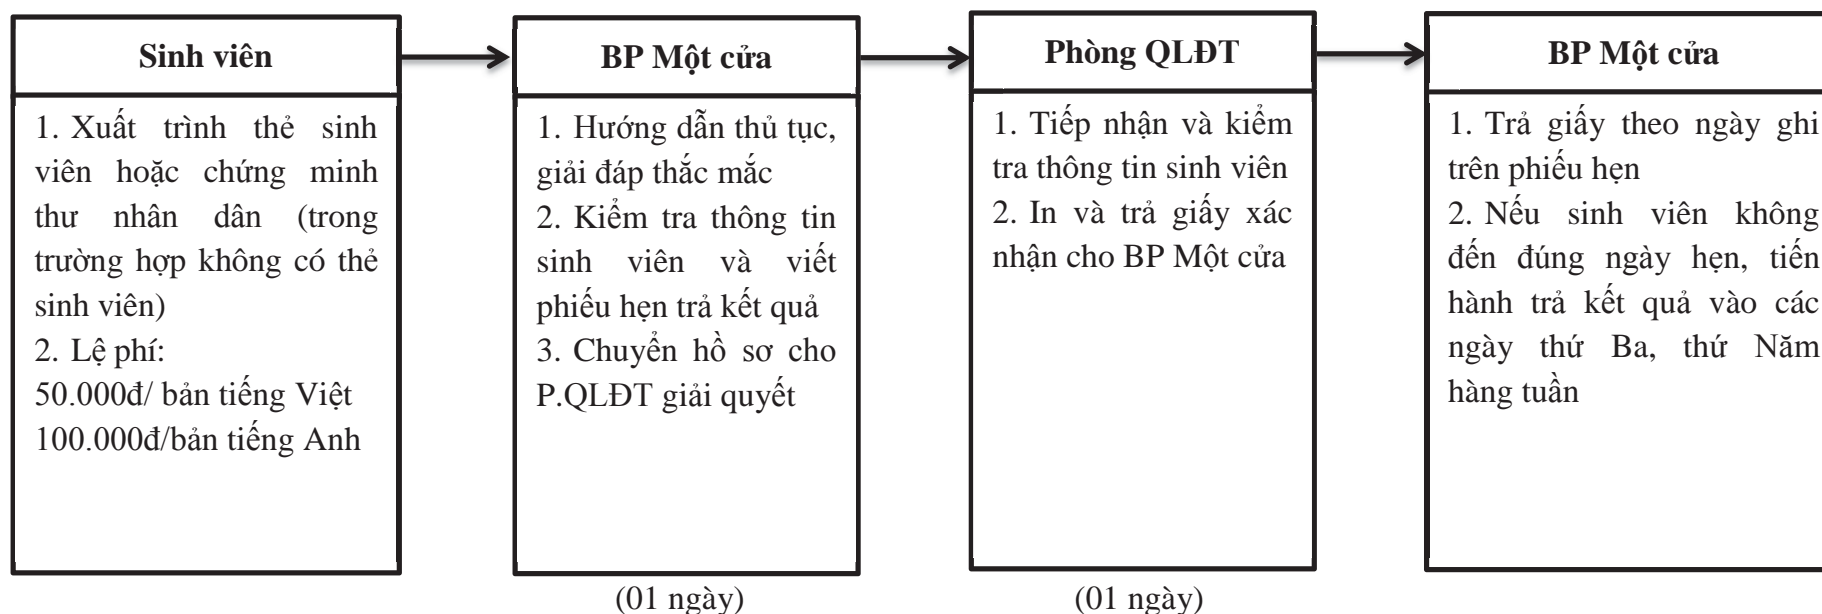 Sinh viên
1. Xuất trình thẻ sinh
viên hoặc chứng minh
thư nhân dân (trong
trường hợp không có thẻ
sinh viên)
2. Lệ phí:
50.000đ/ bản tiếng Việt
100.000đ/bản tiếng Anh
BP Một cửa
1. Hướng dẫn thủ tục,
giải đáp thắc mắc
2. Kiểm tra thông tin
sinh viên và viết
phiếu hẹn trả kết quả
3. Chuyển hồ sơ cho
P.QLĐT giải quyết
(01 ngày)
Phòng QLĐT
1. Tiếp nhận và kiểm
tra thông tin sinh viên
2. In và trả giấy xác
nhận cho BP Một cửa
(01 ngày)
BP Một cửa
1. Trả giấy theo ngày ghi
trên phiếu hẹn
2. Nếu sinh viên không
đến đúng ngày hẹn, tiến
hành trả kết quả vào các
ngày thứ Ba, thứ Năm
hàng tuần